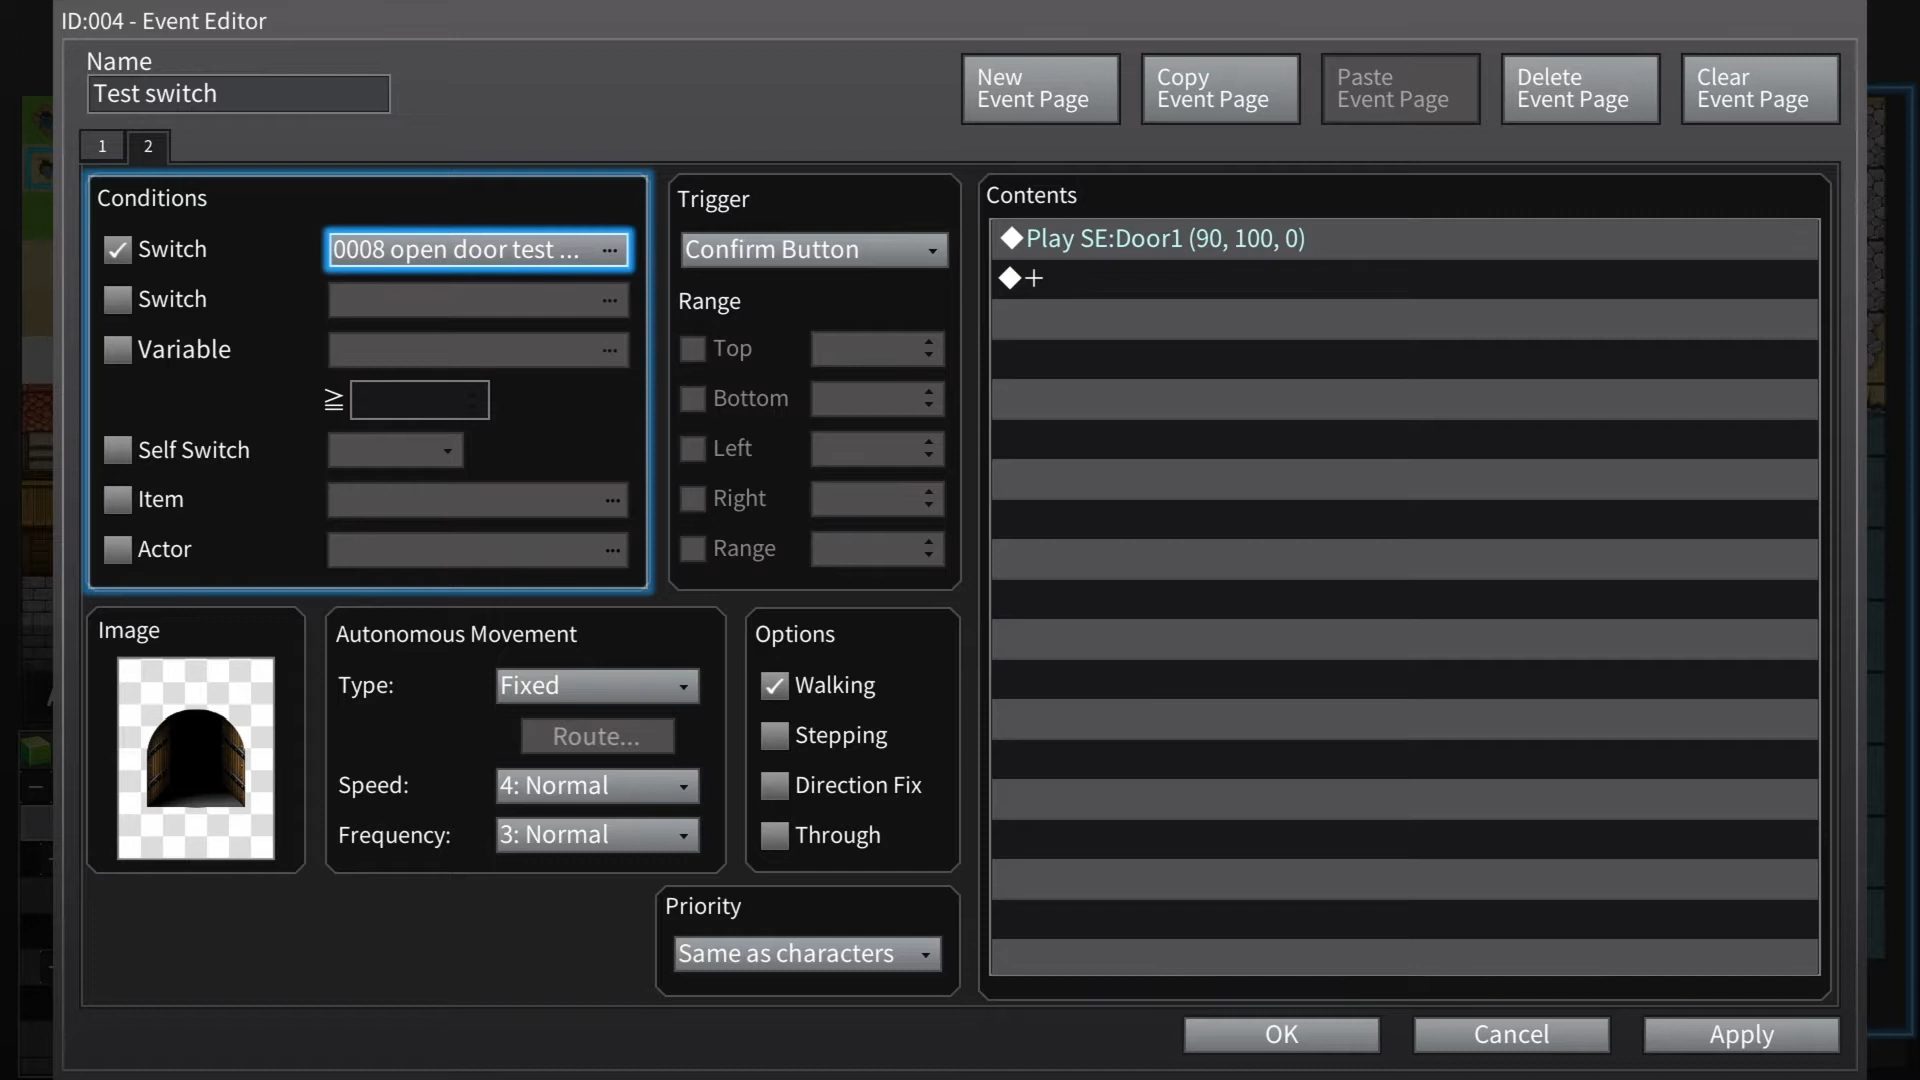 ID:004 - Event Editor
Name
Test switch
New
Event Page
Copy
Event Page
Paste
Event Page
Delete
Event Page
Clear
Event Page
1
2
Conditions
Switch
0008 open door test ...
...
Switch
...
Variable
...
≧
Self Switch
Item
...
Actor
...
Trigger
Confirm Button
Range
Top
Bottom
Left
Right
Range
Contents
◆Play SE:Door1 (90, 100, 0)
◆+
Image
Autonomous Movement
Type:
Fixed
Route...
Speed:
4: Normal
Frequency:
3: Normal
Options
Walking
Stepping
Direction Fix
Through
Priority
Same as characters
OK
Cancel
Apply